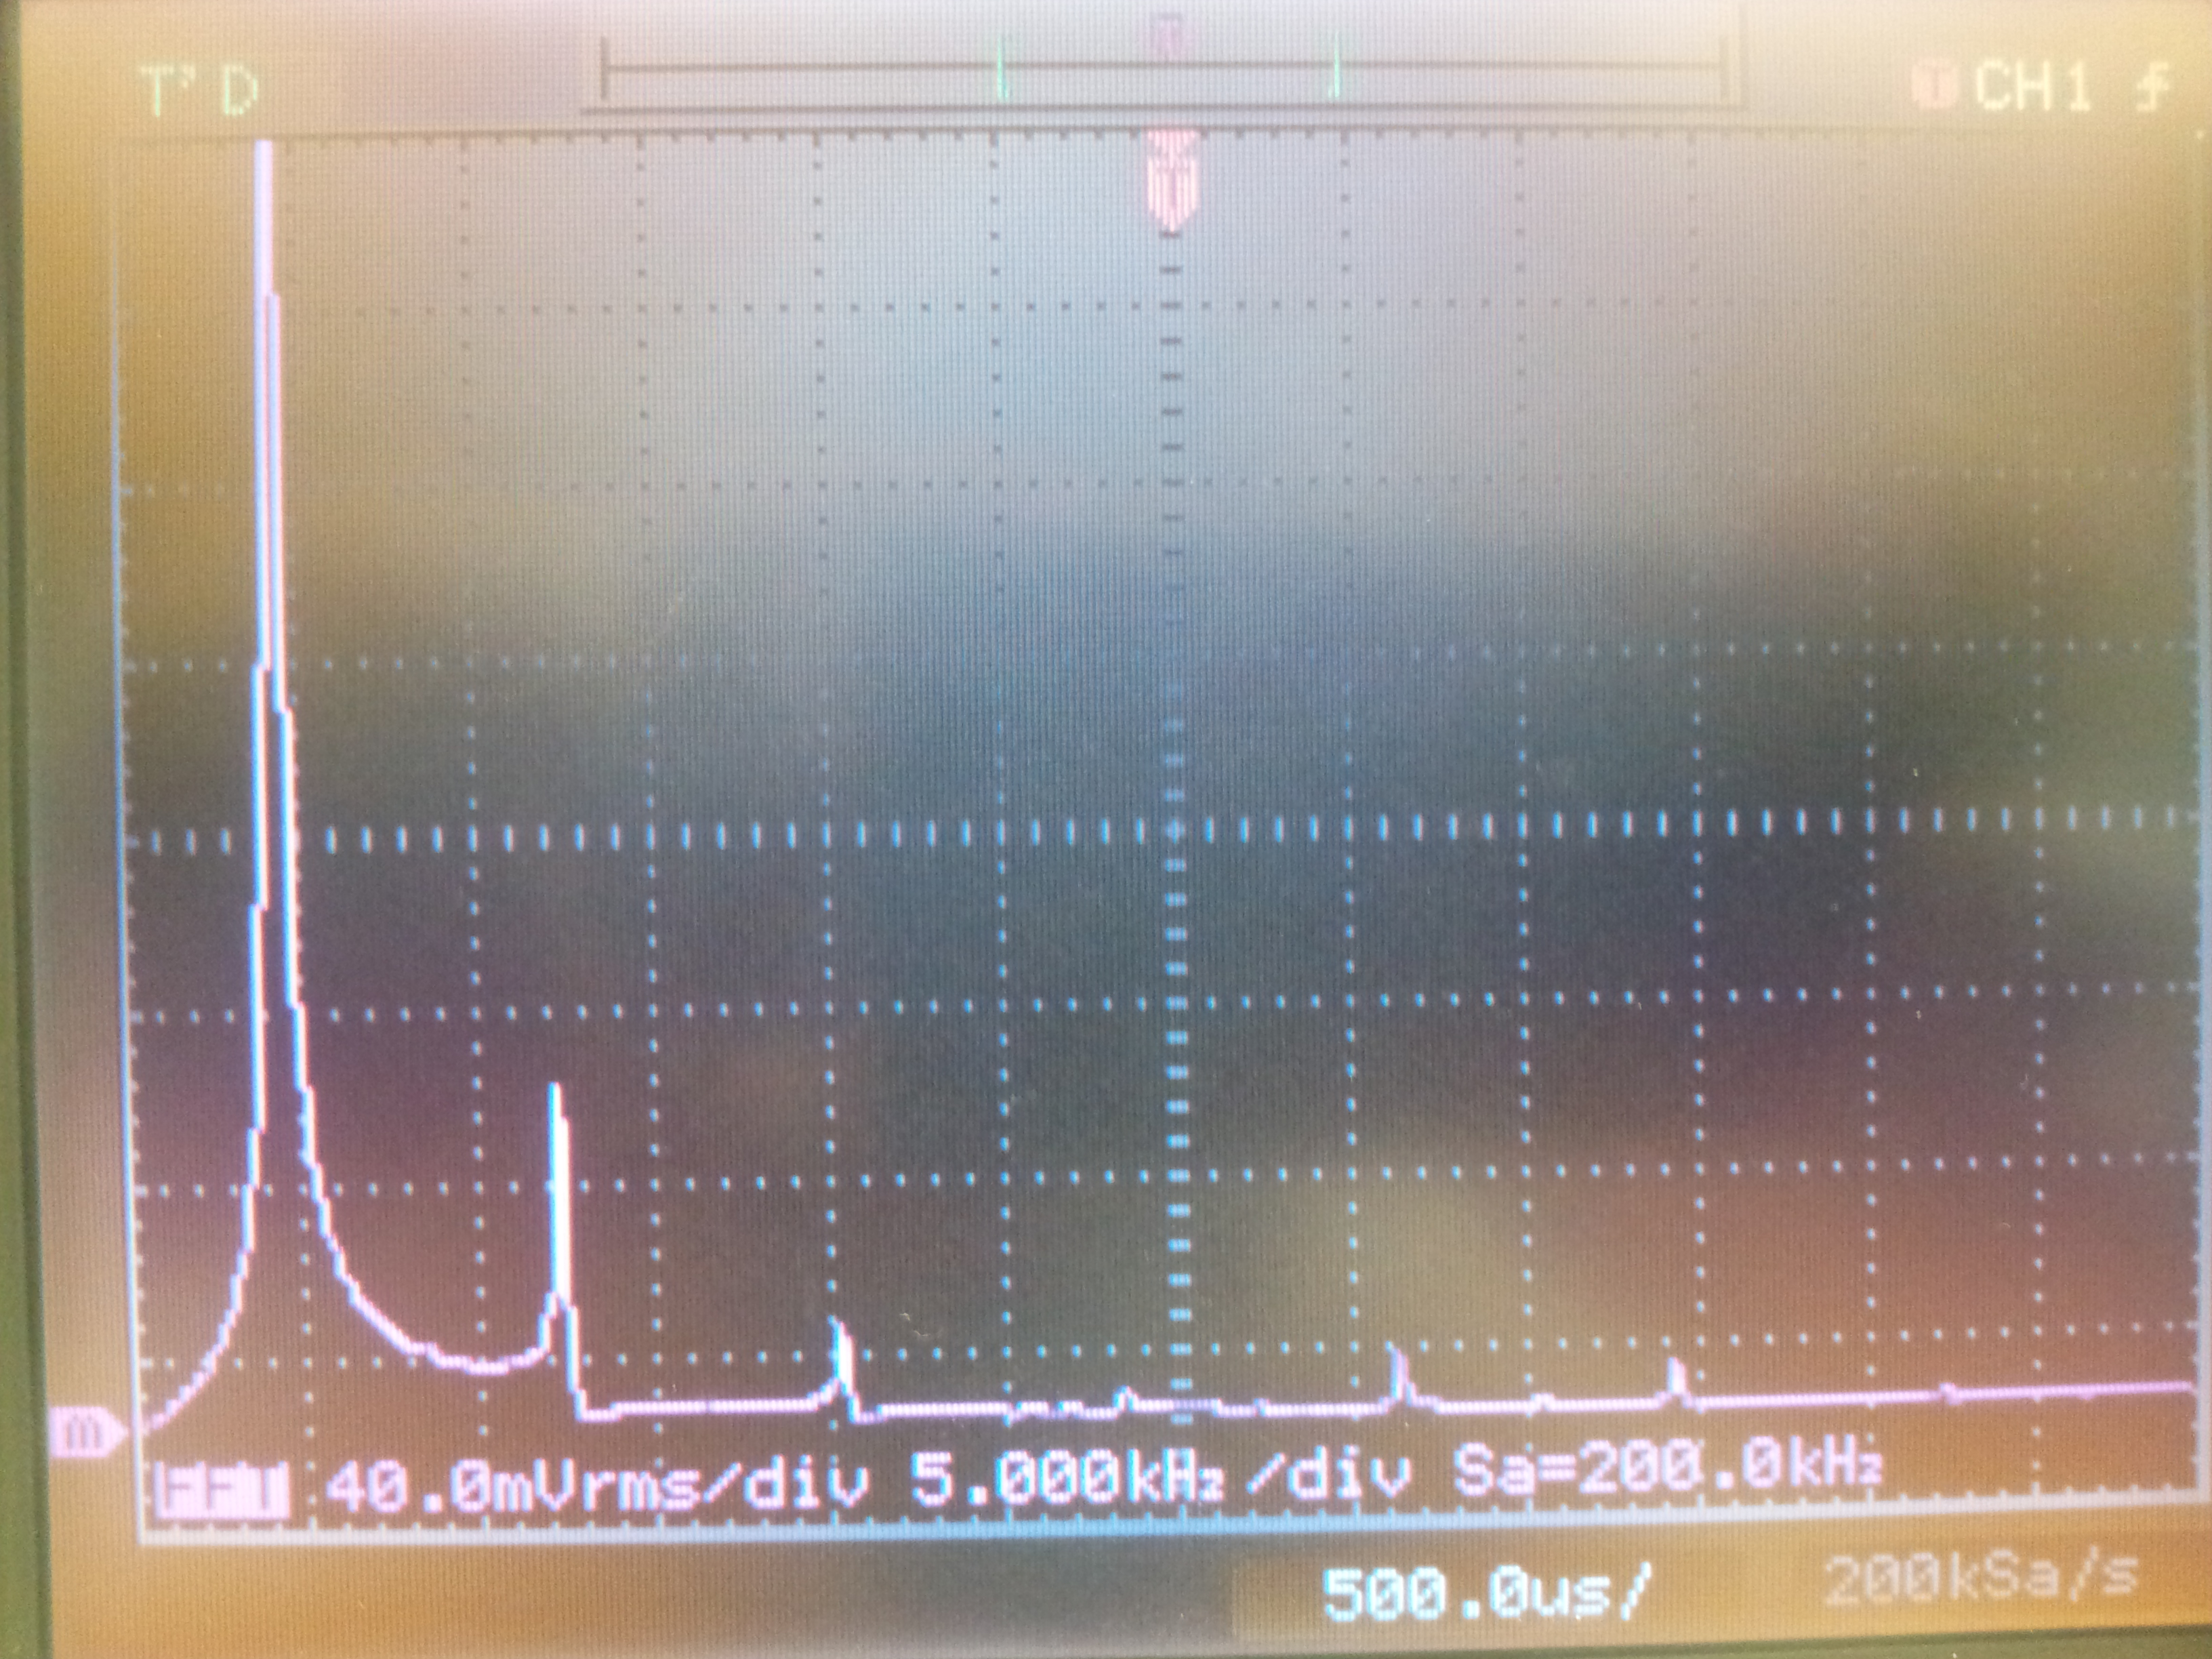 T' D
T CH1
T
M
FFT 40.0mVrms/div 5.000kHz/div Sa=200.0kHz
500.0us/ 200kSa/s